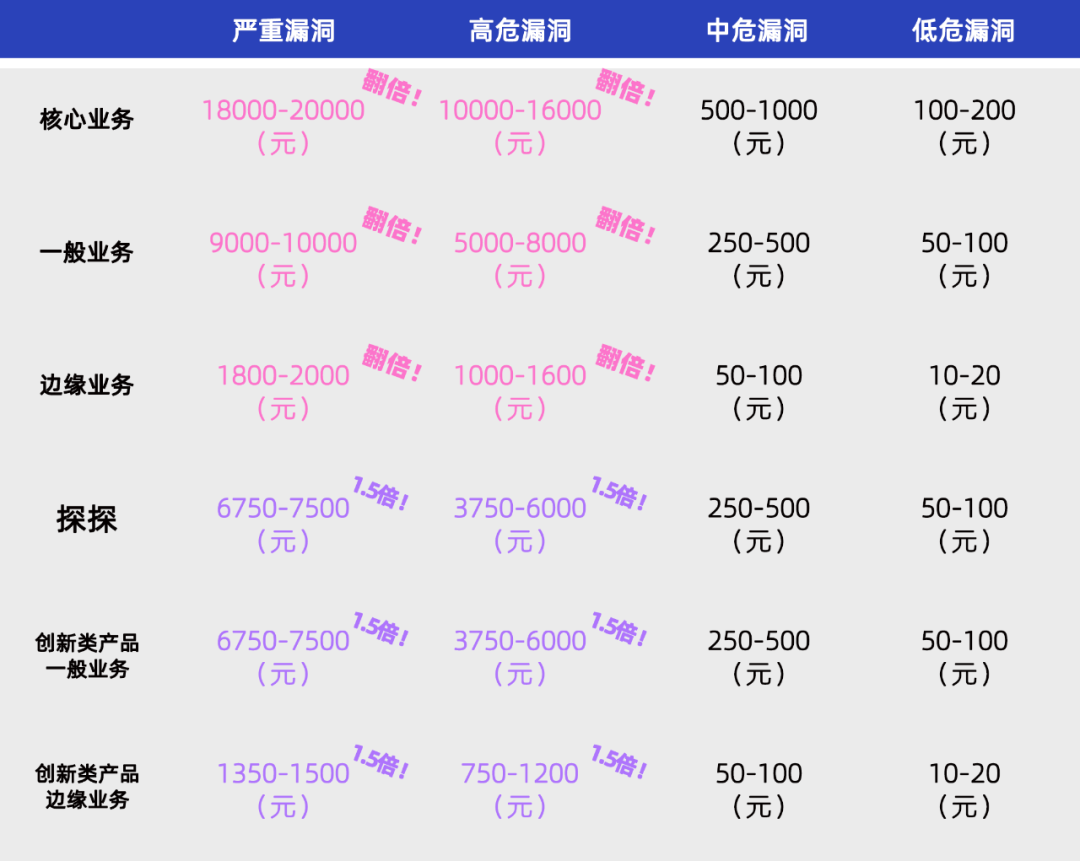 严重漏洞 高危漏洞 中危漏洞 低危漏洞
翻倍! 翻倍!
核心业务 18000-20000 10000-16000 500-1000 100-200
（元） （元） （元） （元）
翻倍! 翻倍!
一般业务 9000-10000 5000-8000 250-500 50-100
（元） （元） （元） （元）
翻倍! 翻倍!
边缘业务 1800-2000 1000-1600 50-100 10-20
（元） （元） （元） （元）
1.5倍! 1.5倍!
探探 6750-7500 3750-6000 250-500 50-100
（元） （元） （元） （元）
1.5倍! 1.5倍!
创新类产品 6750-7500 3750-6000 250-500 50-100
一般业务 （元） （元） （元） （元）
1.5倍! 1.5倍!
创新类产品 1350-1500 750-1200 50-100 10-20
边缘业务 （元） （元） （元） （元）